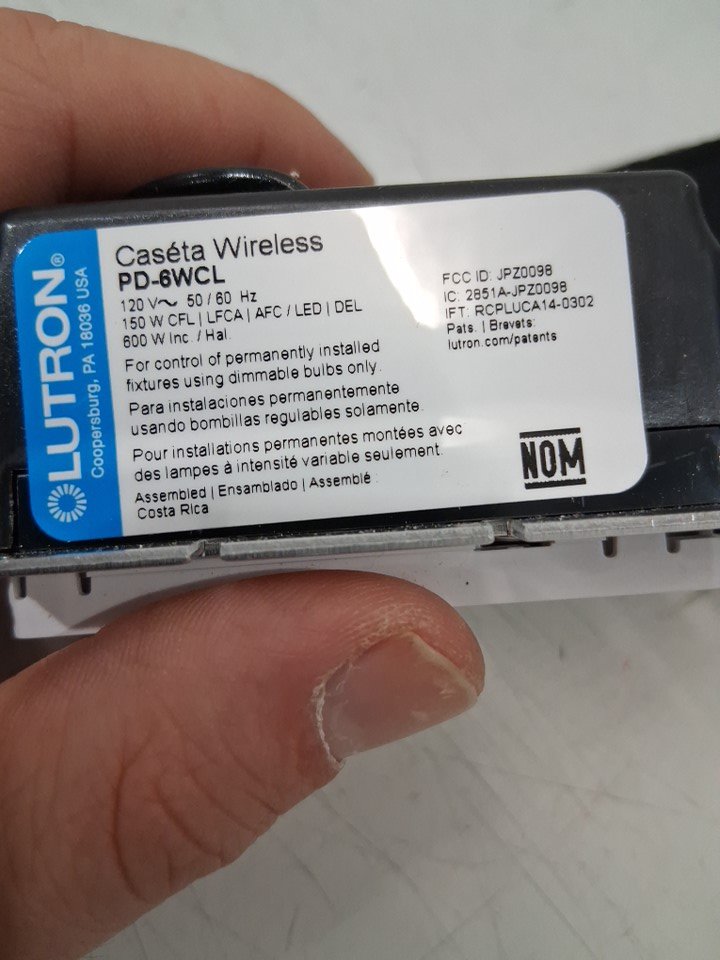 LUTRON®
Coopersburg, PA 18036 USA
Caséta Wireless
PD-6WCL
120 V~ 50 / 60 Hz
150 W CFL | LFCA | AFC / LED | DEL
600 W Inc. / Hal.
For control of permanently installed
fixtures using dimmable bulbs only.
Para instalaciones permanentemente
usando bombillas regulables solamente.
Pour installations permanentes montées avec
des lampes à intensité variable seulement.
Assembled | Ensamblado | Assemblé :
Costa Rica
FCC ID: JPZ0098
IC: 2851A-JPZ0098
IFT: RCPLUCA14-0302
Pats. | Brevets:
lutron.com/patents
NOM